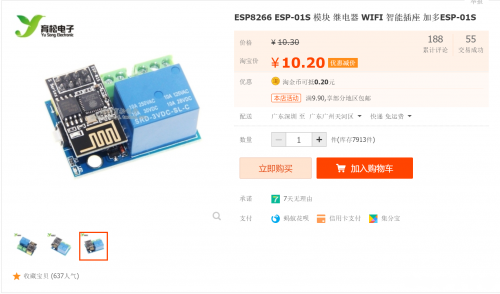 育松电子
Yu Song Electronic
10A 250VAC 10A 125VAC
SRD-3VDC-SL-C
ESP8266 ESP-01S 模块 继电器 WIFI 智能插座 加多ESP-01S
价格 ¥ 10.30
188 累计评论
55 交易成功
淘宝价 ¥ 10.20 优惠减价
优惠 淘金币可抵0.20元
本店活动 满9.90,享部分地区包邮
配送 广东深圳 至 广东广州天河区 快递 免运费
数量 1 件(库存7913件)
立即购买 加入购物车
承诺 7天无理由
支付 蚂蚁花呗 信用卡支付 集分宝
收藏宝贝 (637人气)